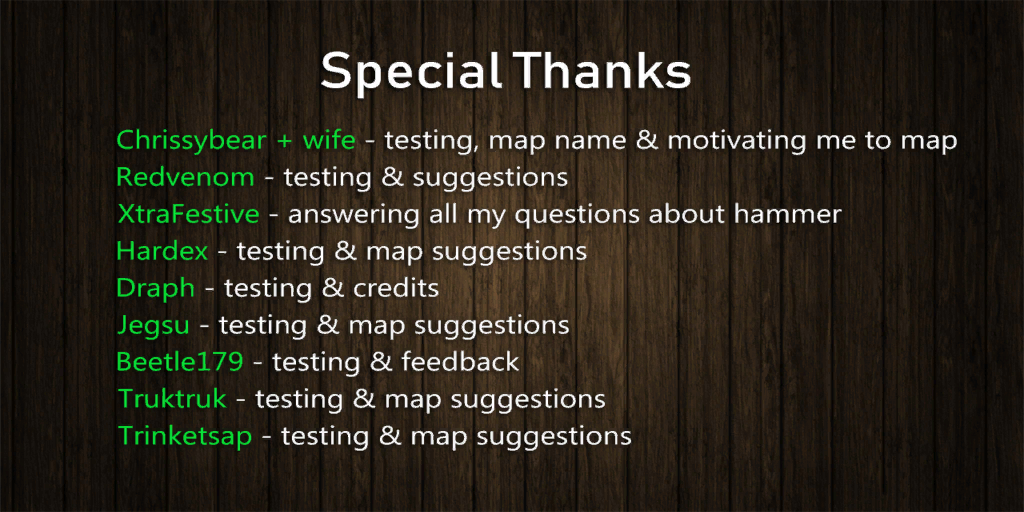 Special Thanks
Chrissybear + wife - testing, map name & motivating me to map
Redvenom - testing & suggestions
XtraFestive - answering all my questions about hammer
Hardex - testing & map suggestions
Draph - testing & credits
Jegsu - testing & map suggestions
Beetle179 - testing & feedback
Truktruk - testing & map suggestions
Trinketsap - testing & map suggestions